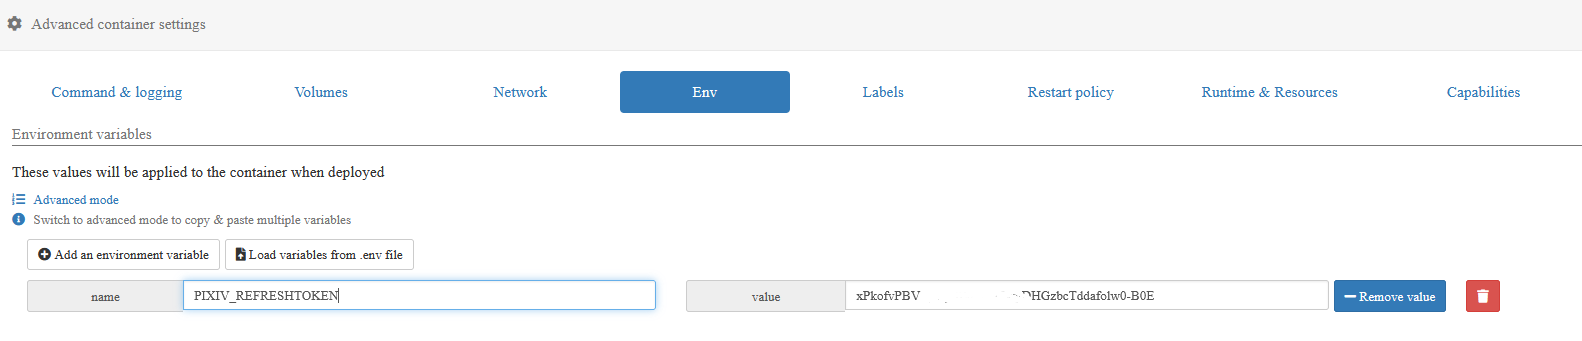 Advanced container settings
Command & logging Volumes Network Env Labels Restart policy Runtime & Resources Capabilities
Environment variables
These values will be applied to the container when deployed
Advanced mode
Switch to advanced mode to copy & paste multiple variables
Add an environment variable Load variables from .env file
name PIXIV_REFRESHTOKEN value xPkofvPBV DHGzbcTddafolw0-B0E Remove value